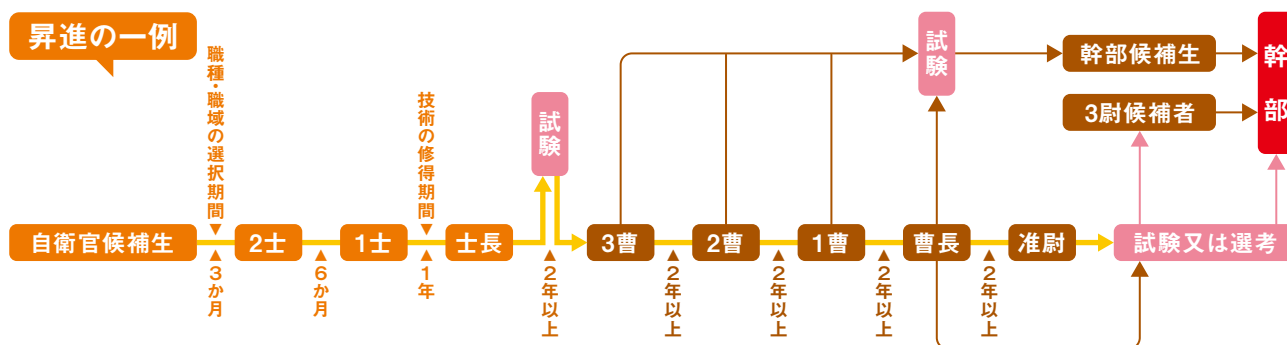 昇進の一例
職種・職域の選択期間
技術の修得期間
試験
試験
幹部候補生
3尉候補者
幹部
自衛官候補生
2士
1士
士長
3曹
2曹
1曹
曹長
准尉
試験又は選考
3か月
6か月
1年
2年以上
2年以上
2年以上
2年以上
2年以上